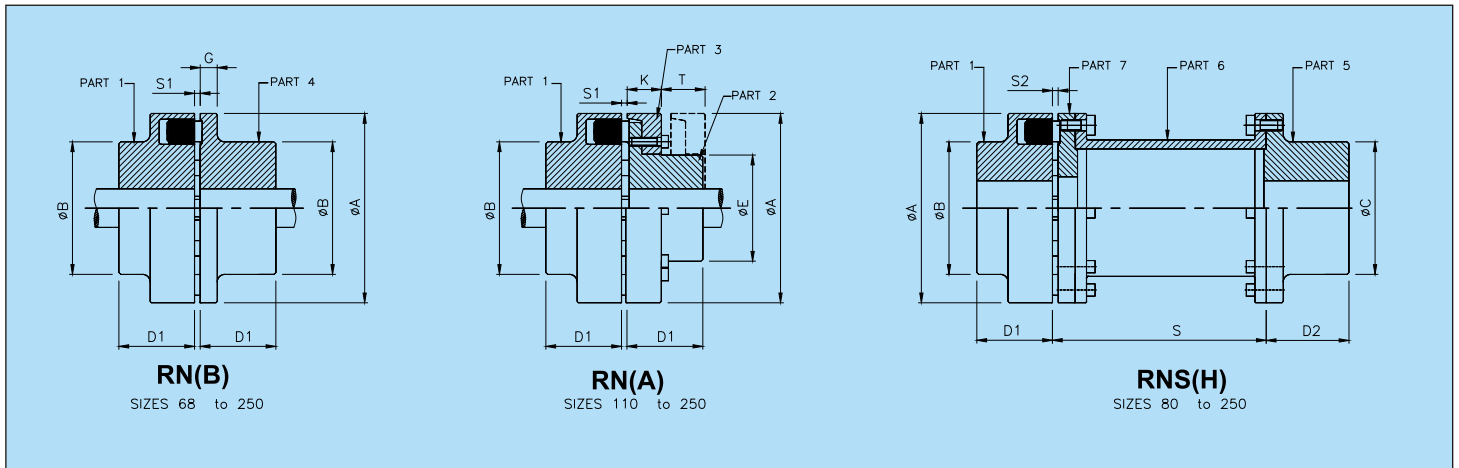 G
S1
PART 1
PART 4
ØB
ØB
ØA
D1
D1
RN(B)
SIZES 68 to 250
PART 3
K
T
PART 1
S1
PART 2
ØB
ØE
ØA
D1
D1
RN(A)
SIZES 110 to 250
S2
PART 1
PART 7
PART 6
PART 5
ØA
ØB
ØC
D1
S
D2
RNS(H)
SIZES 80 to 250